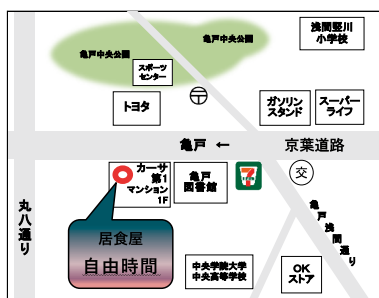 亀戸中央公園
亀戸中央公園
浅間竪川
小学校
スポーツ
センター
トヨタ
ガソリン
スタンド
スーパー
ライフ
亀戸 ←
京葉道路
カーサ
第1
マンション
1F
亀戸
図書館
7
交
丸八通り
亀戸浅間通り
居食屋
自由時間
中央学院大学
中央高等学校
OK
ストア